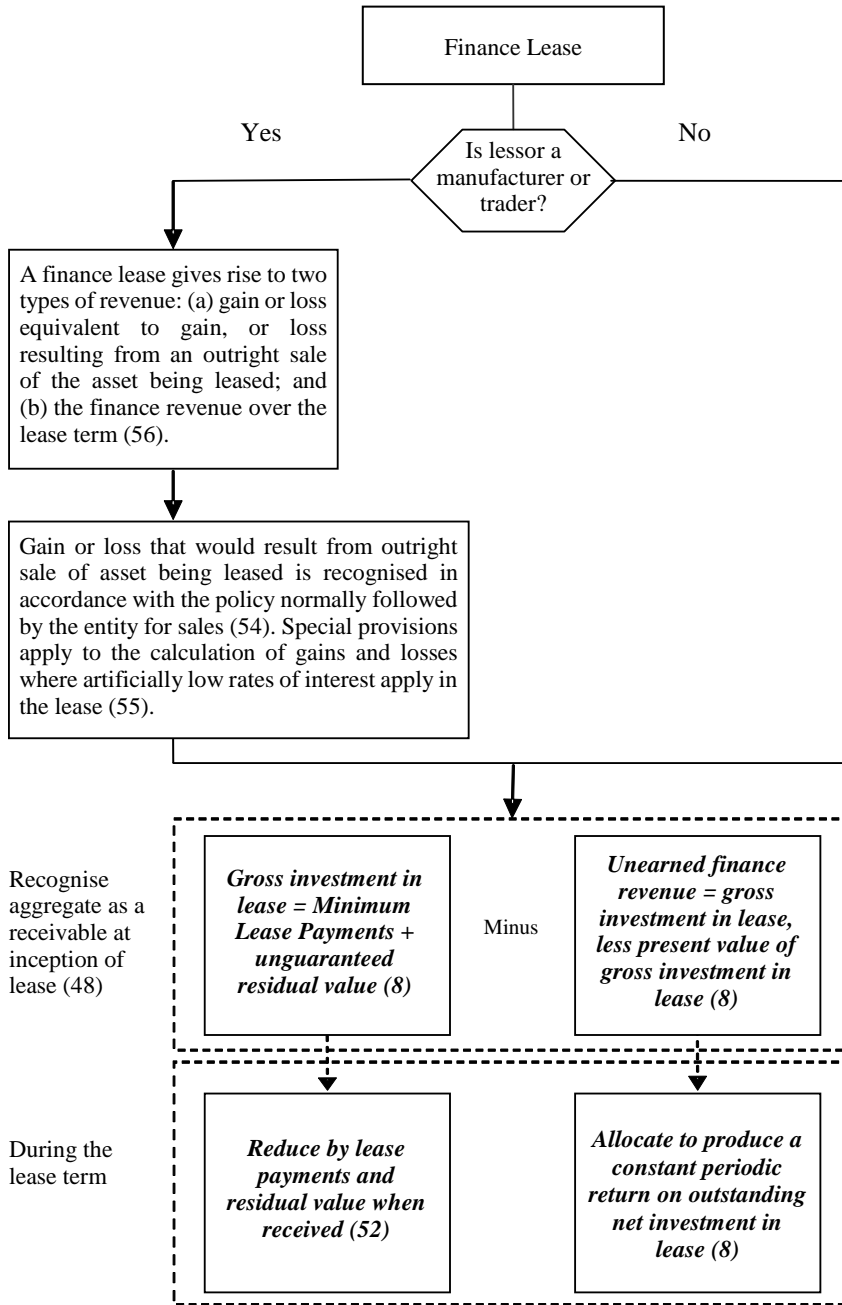 Finance Lease
Yes
No
Is lessor a
manufacturer or
trader?
A finance lease gives rise to two
types of revenue: (a) gain or loss
equivalent to gain, or loss
resulting from an outright sale
of the asset being leased; and
(b) the finance revenue over the
lease term (56).
Gain or loss that would result from outright
sale of asset being leased is recognised in
accordance with the policy normally followed
by the entity for sales (54). Special provisions
apply to the calculation of gains and losses
where artificially low rates of interest apply in
the lease (55).
Recognise
aggregate as a
receivable at
inception of
lease (48)
Gross investment in
lease = Minimum
Lease Payments +
unguaranteed
residual value (8)
Minus
Unearned finance
revenue = gross
investment in lease,
less present value of
gross investment in
lease (8)
During the
lease term
Reduce by lease
payments and
residual value when
received (52)
Allocate to produce a
constant periodic
return on outstanding
net investment in
lease (8)